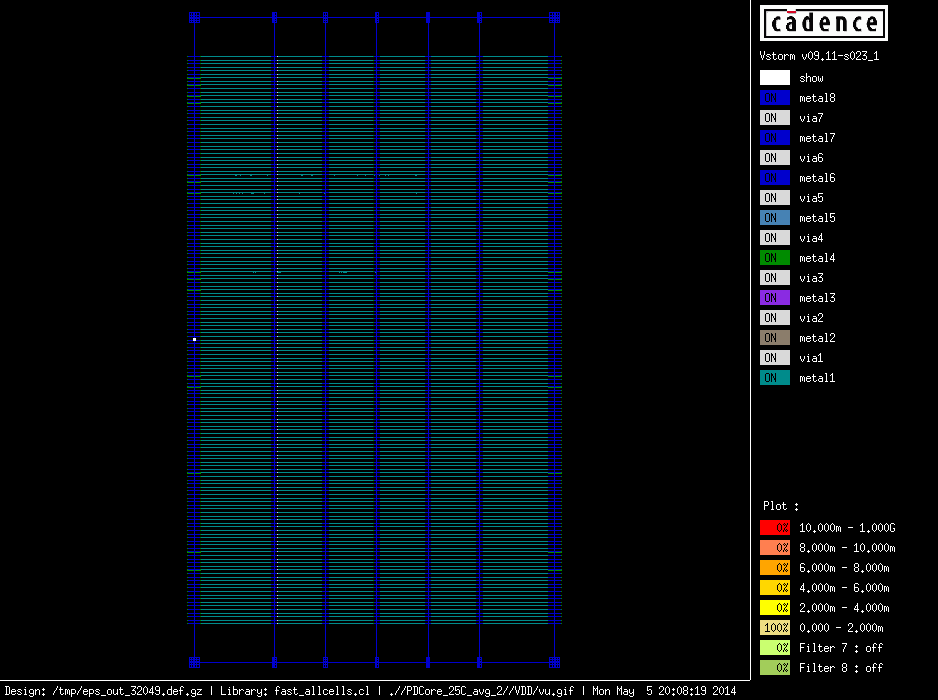 cādence
Vstorm v09.11-s023_1
show
metal8
ON via7
metal7
ON via6
metal6
ON via5
ON metal5
ON via4
ON metal4
ON via3
ON metal3
ON via2
ON metal2
ON via1
ON metal1
Plot :
0% 10.000m - 1.000G
0% 8.000m - 10.000m
0% 6.000m - 8.000m
0% 4.000m - 6.000m
0% 2.000m - 4.000m
100% 0.000 - 2.000m
0% Filter 7 : off
0% Filter 8 : off
Design: /tmp/eps_out_32049.def.gz | Library: fast_allcells.cl | .//PDCore_25C_avg_2//VDD/vu.gif | Mon May 5 20:08:19 2014